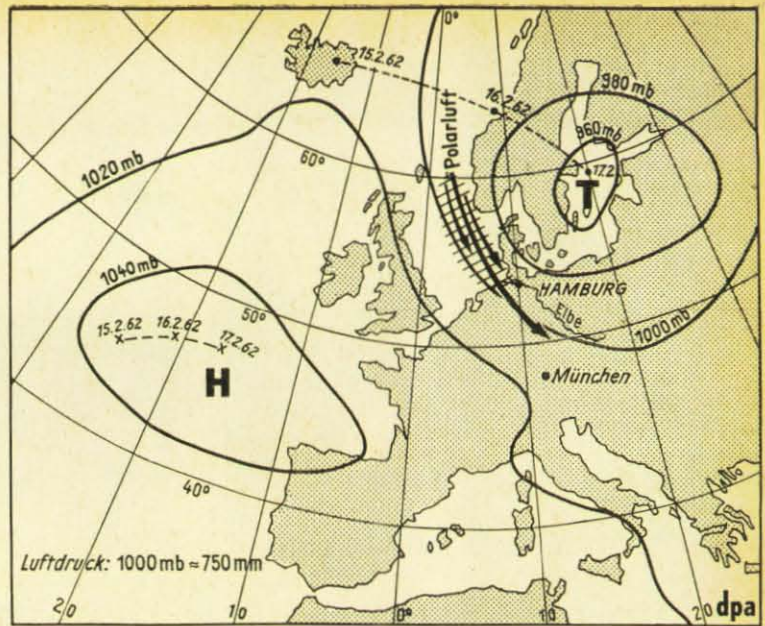 0°
15.2.62
16.2.62
980 mb
960 mb
Polarluft
60°
17.2
T
1020 mb
1040 mb
HAMBURG
Elbe
1000 mb
50°
15.2.62
16.2.62
17.2.62
H
München
40°
Luftdruck: 1000 mb ≈ 750 mm
20
10
0°
10
20
dpa